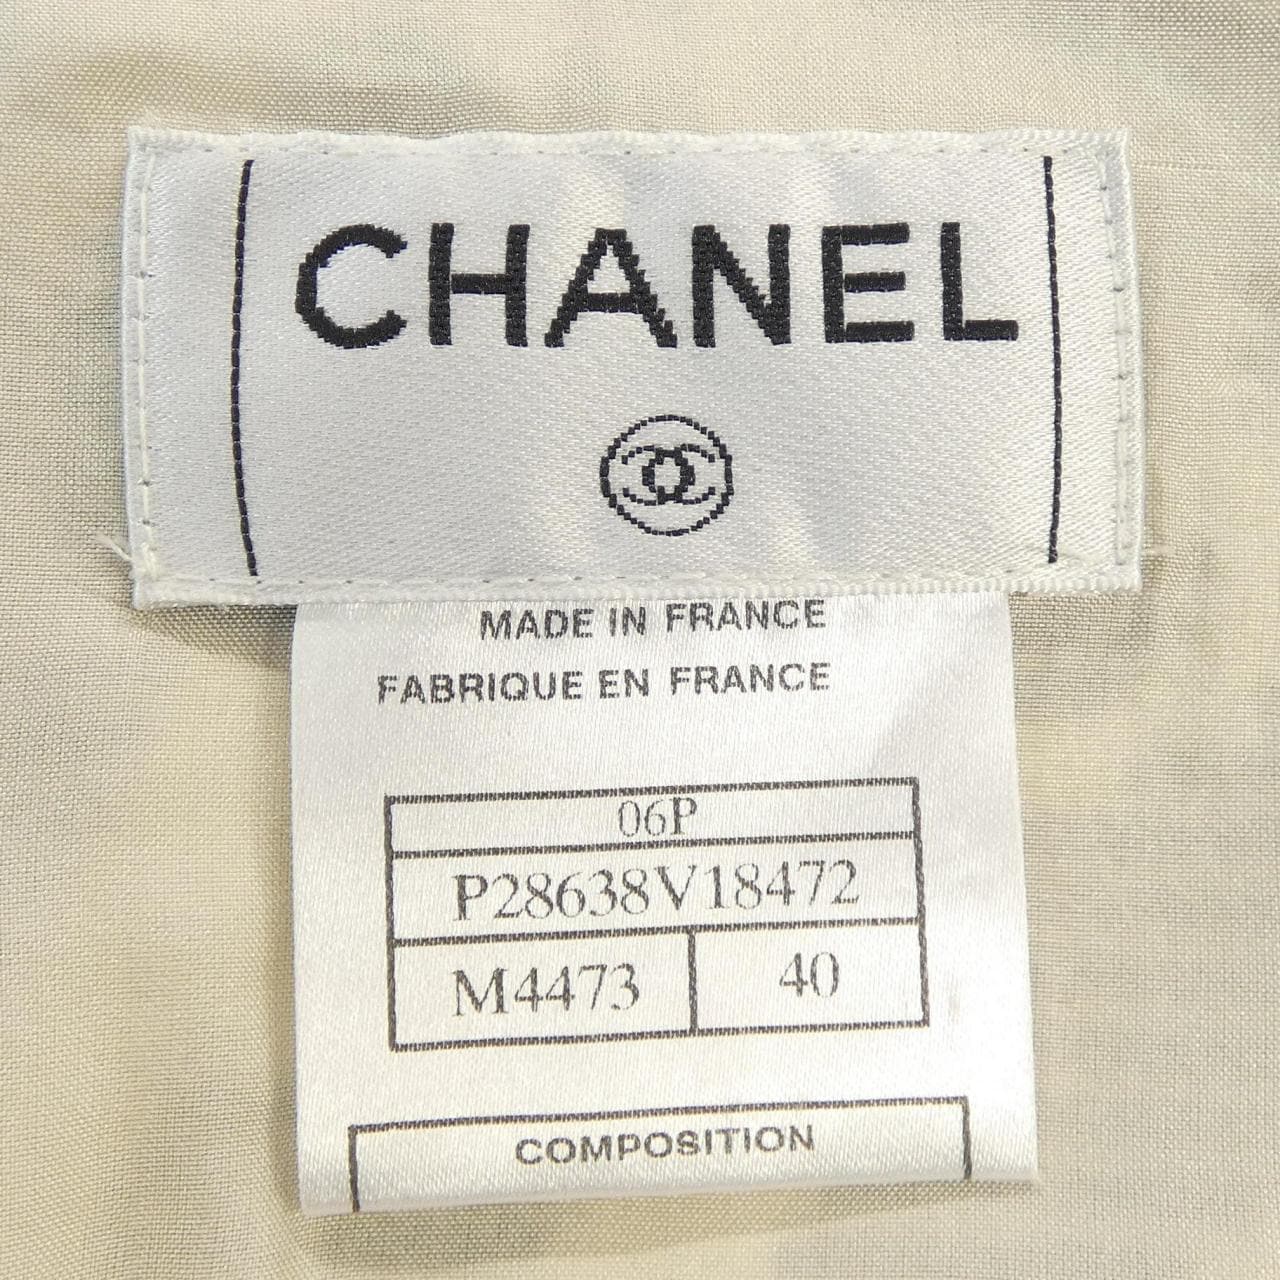 CHANEL
MADE IN FRANCE
FABRIQUE EN FRANCE
06P
P28638V18472
M4473 40
COMPOSITION